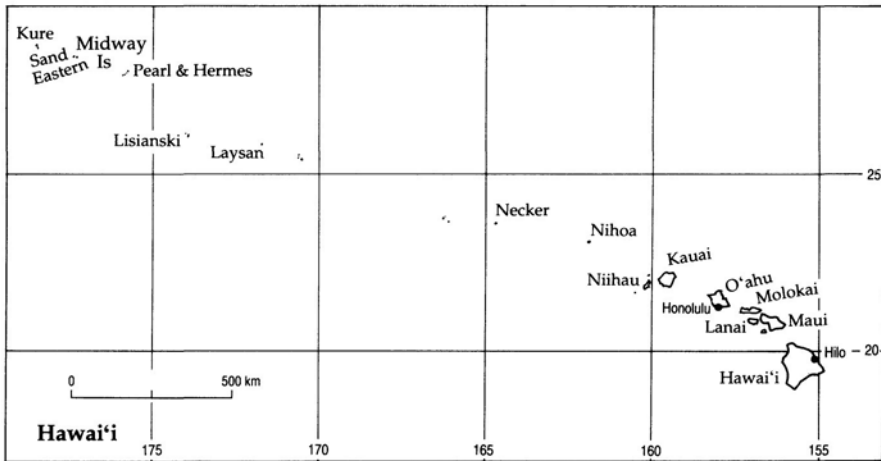 Kure
Sand
Eastern
Midway
Is
Pearl & Hermes
Lisianski
Laysan
25
Necker
Nihoa
Kauai
Niihau
O‘ahu
Honolulu
Molokai
Lanai
Maui
20
Hilo
Hawai‘i
0 500 km
Hawai‘i
175 170 165 160 155